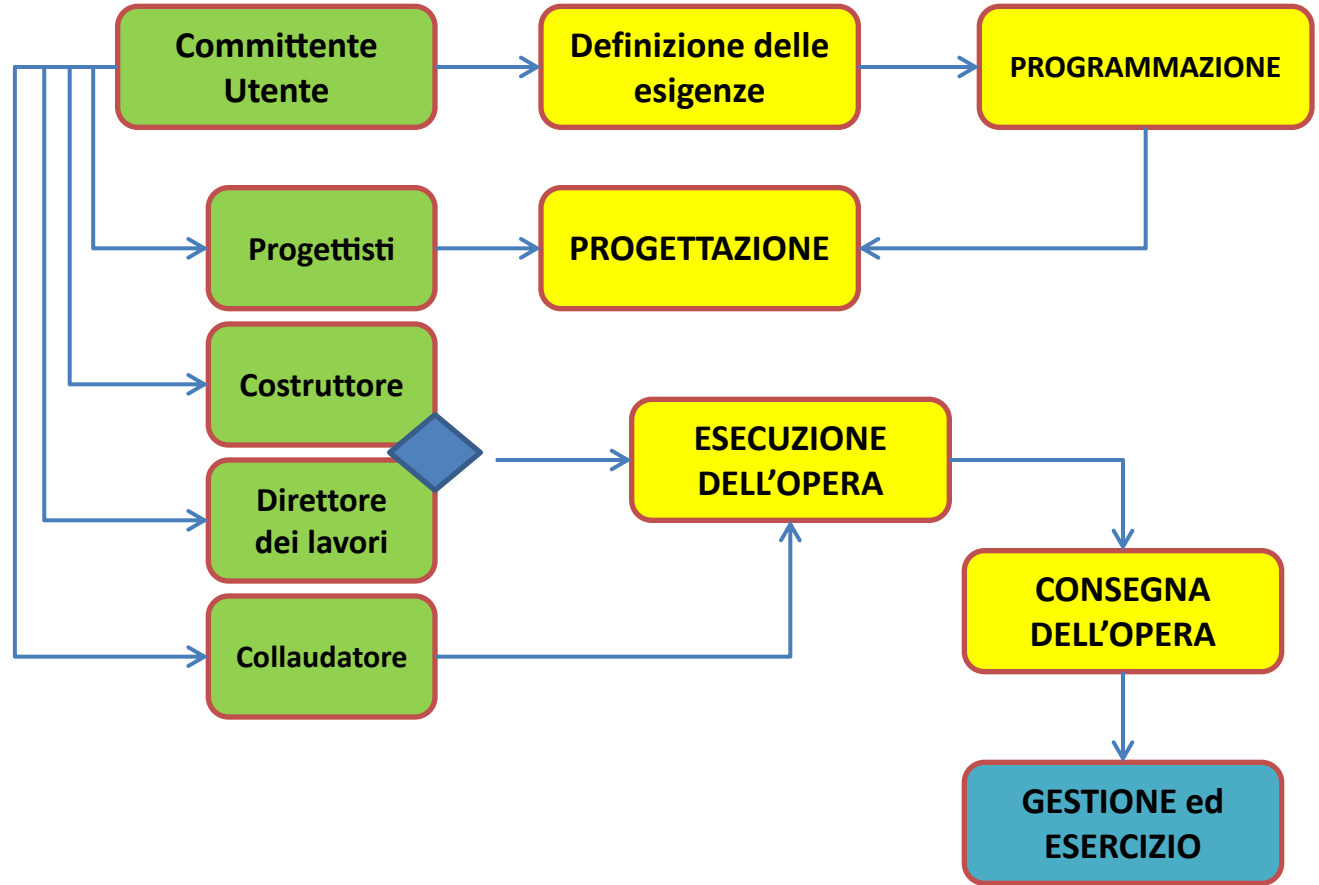 Committente
Utente
Definizione delle
esigenze
PROGRAMMAZIONE
Progettisti
PROGETTAZIONE
Costruttore
ESECUZIONE
DELL’OPERA
Direttore
dei lavori
CONSEGNA
DELL’OPERA
Collaudatore
GESTIONE ed
ESERCIZIO